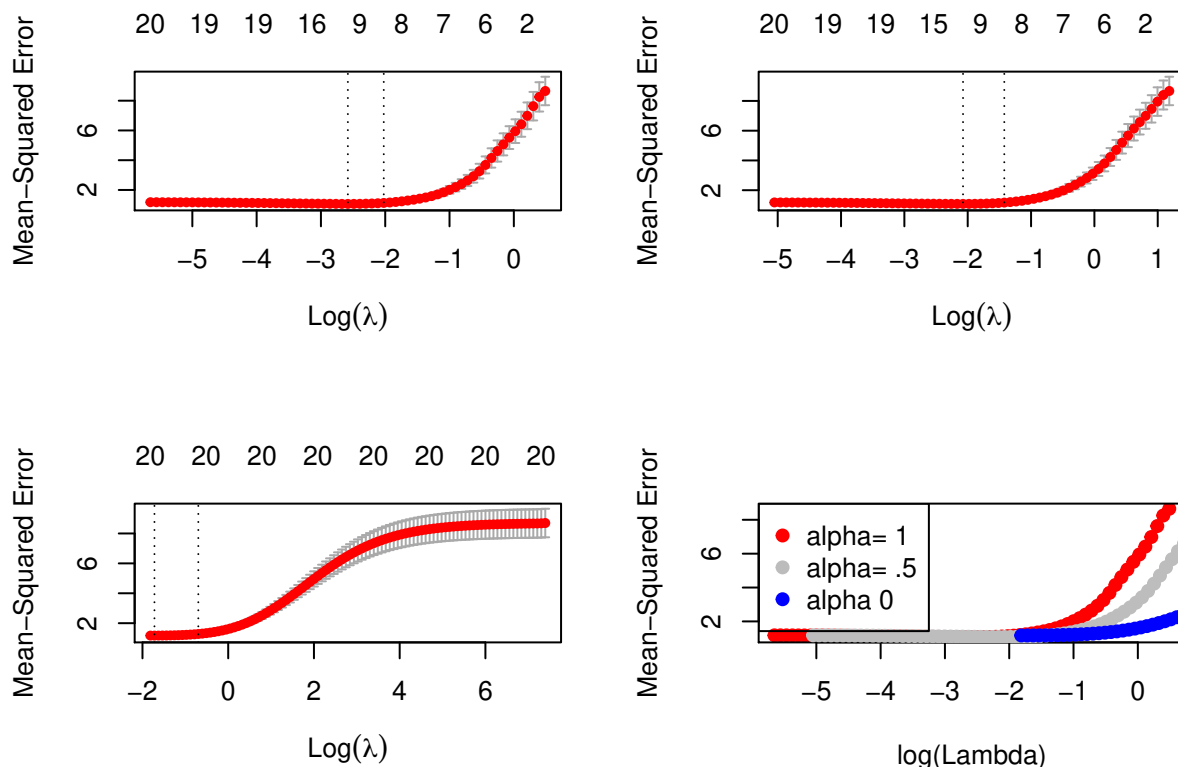 20 19 19 16 9 8 7 6 2
Mean−Squared Error
2 6
−5 −4 −3 −2 −1 0
Log(λ)
20 19 19 15 9 8 7 6 2
Mean−Squared Error
2 6
−5 −4 −3 −2 −1 0 1
Log(λ)
20 20 20 20 20 20 20 20
Mean−Squared Error
2 6
−2 0 2 4 6
Log(λ)
Mean−Squared Error
2 6
alpha= 1
alpha= .5
alpha 0
−5 −4 −3 −2 −1 0
log(Lambda)